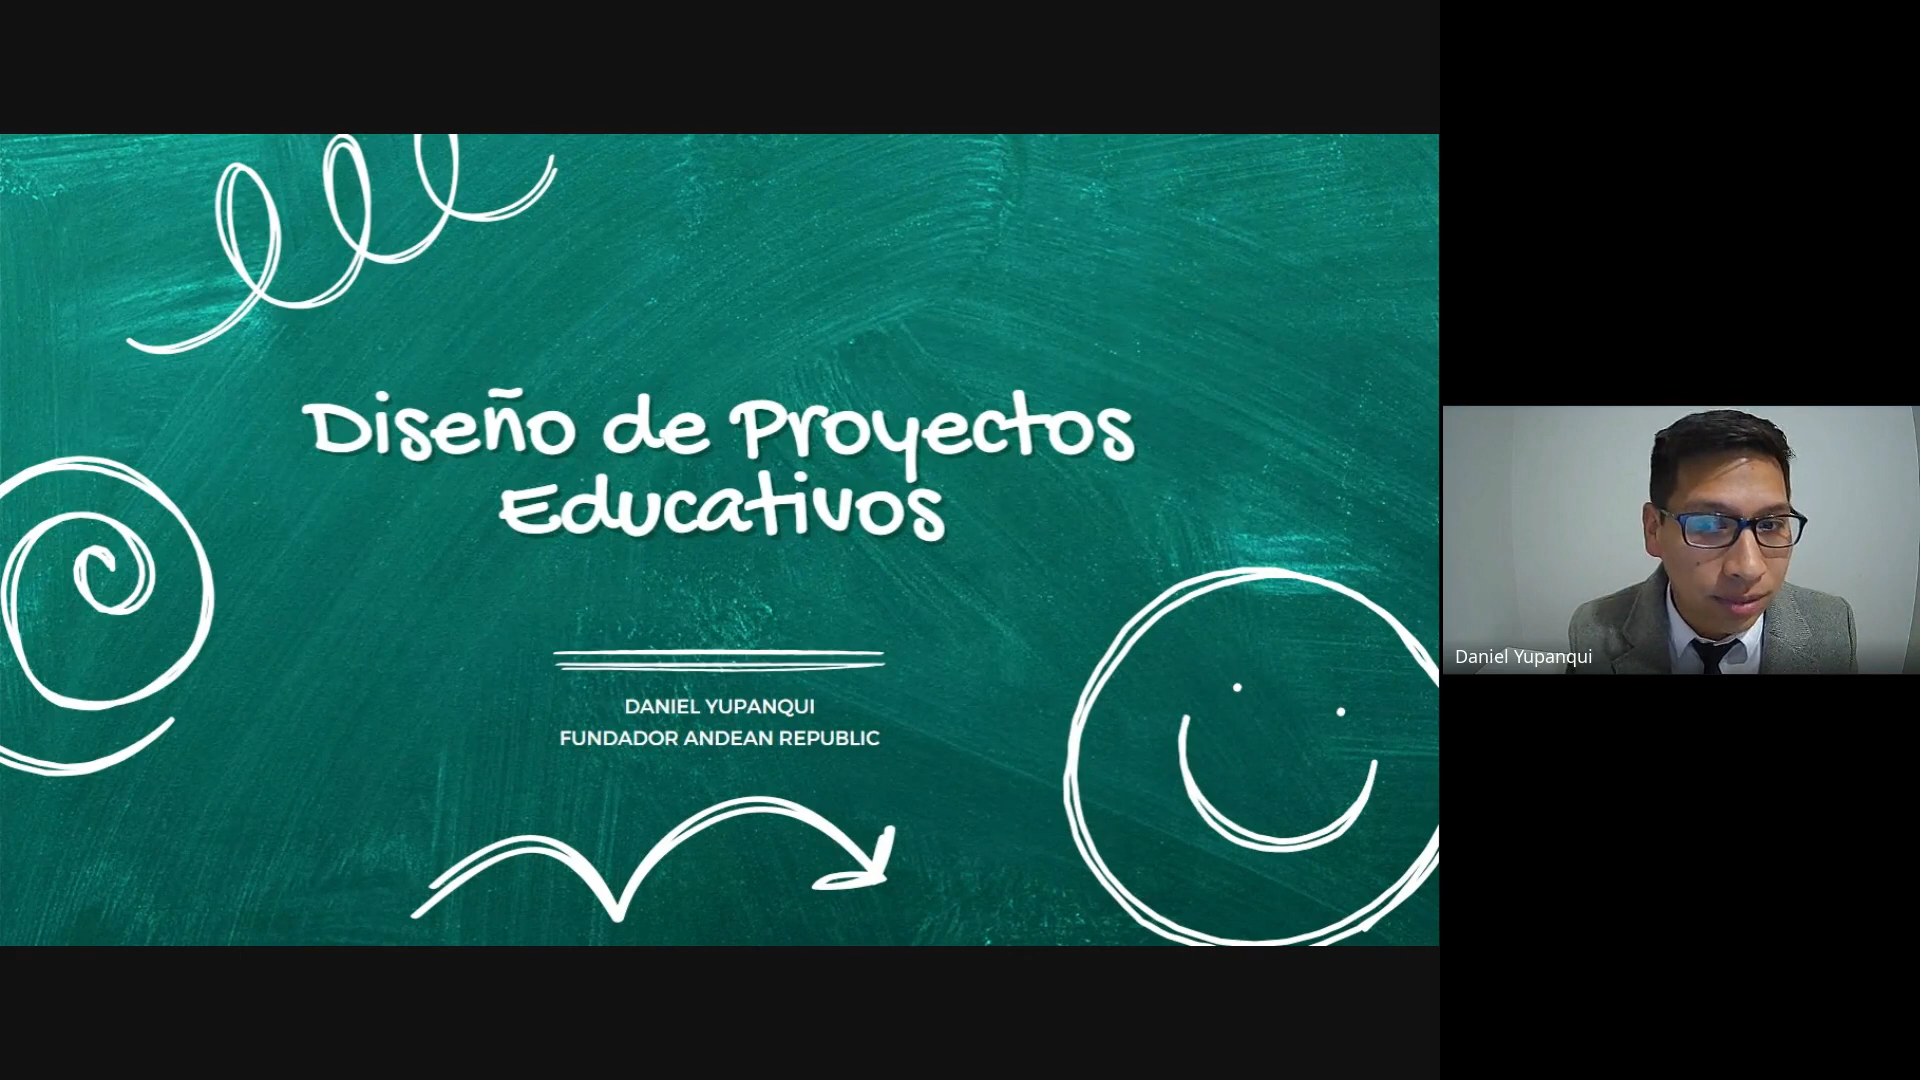 Diseño de Proyectos
Educativos
DANIEL YUPANQUI
FUNDADOR ANDEAN REPUBLIC
Daniel Yupanqui